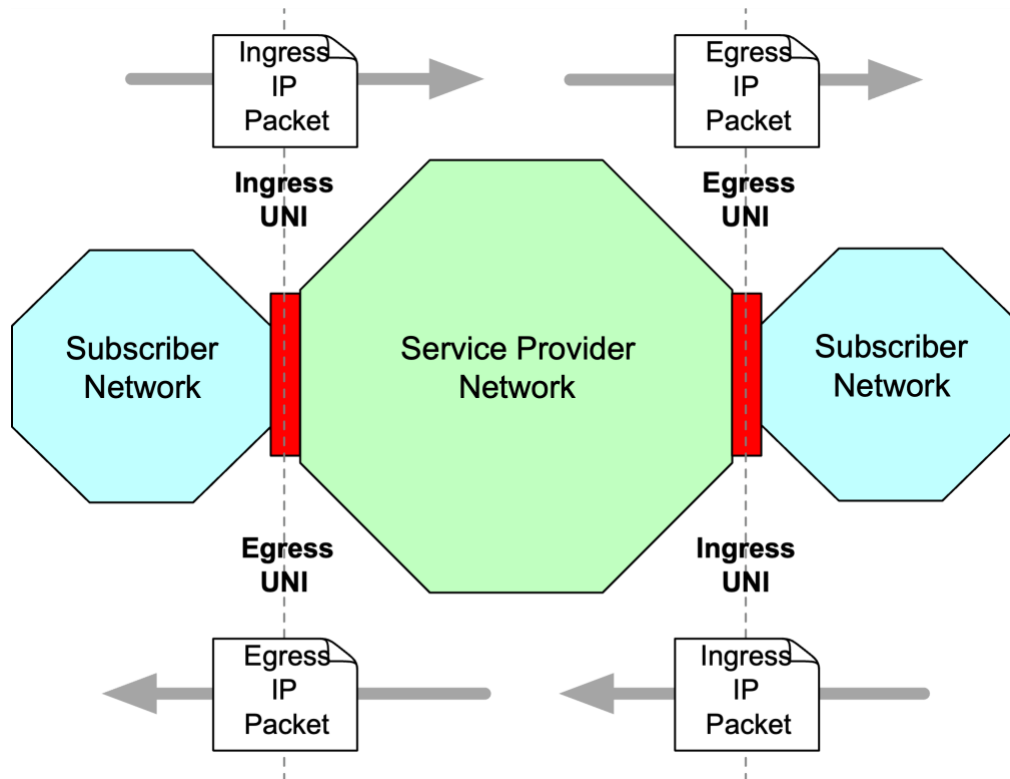 Ingress
IP
Packet
Egress
IP
Packet
Ingress
UNI
Egress
UNI
Subscriber
Network
Service Provider
Network
Subscriber
Network
Egress
UNI
Ingress
UNI
Egress
IP
Packet
Ingress
IP
Packet